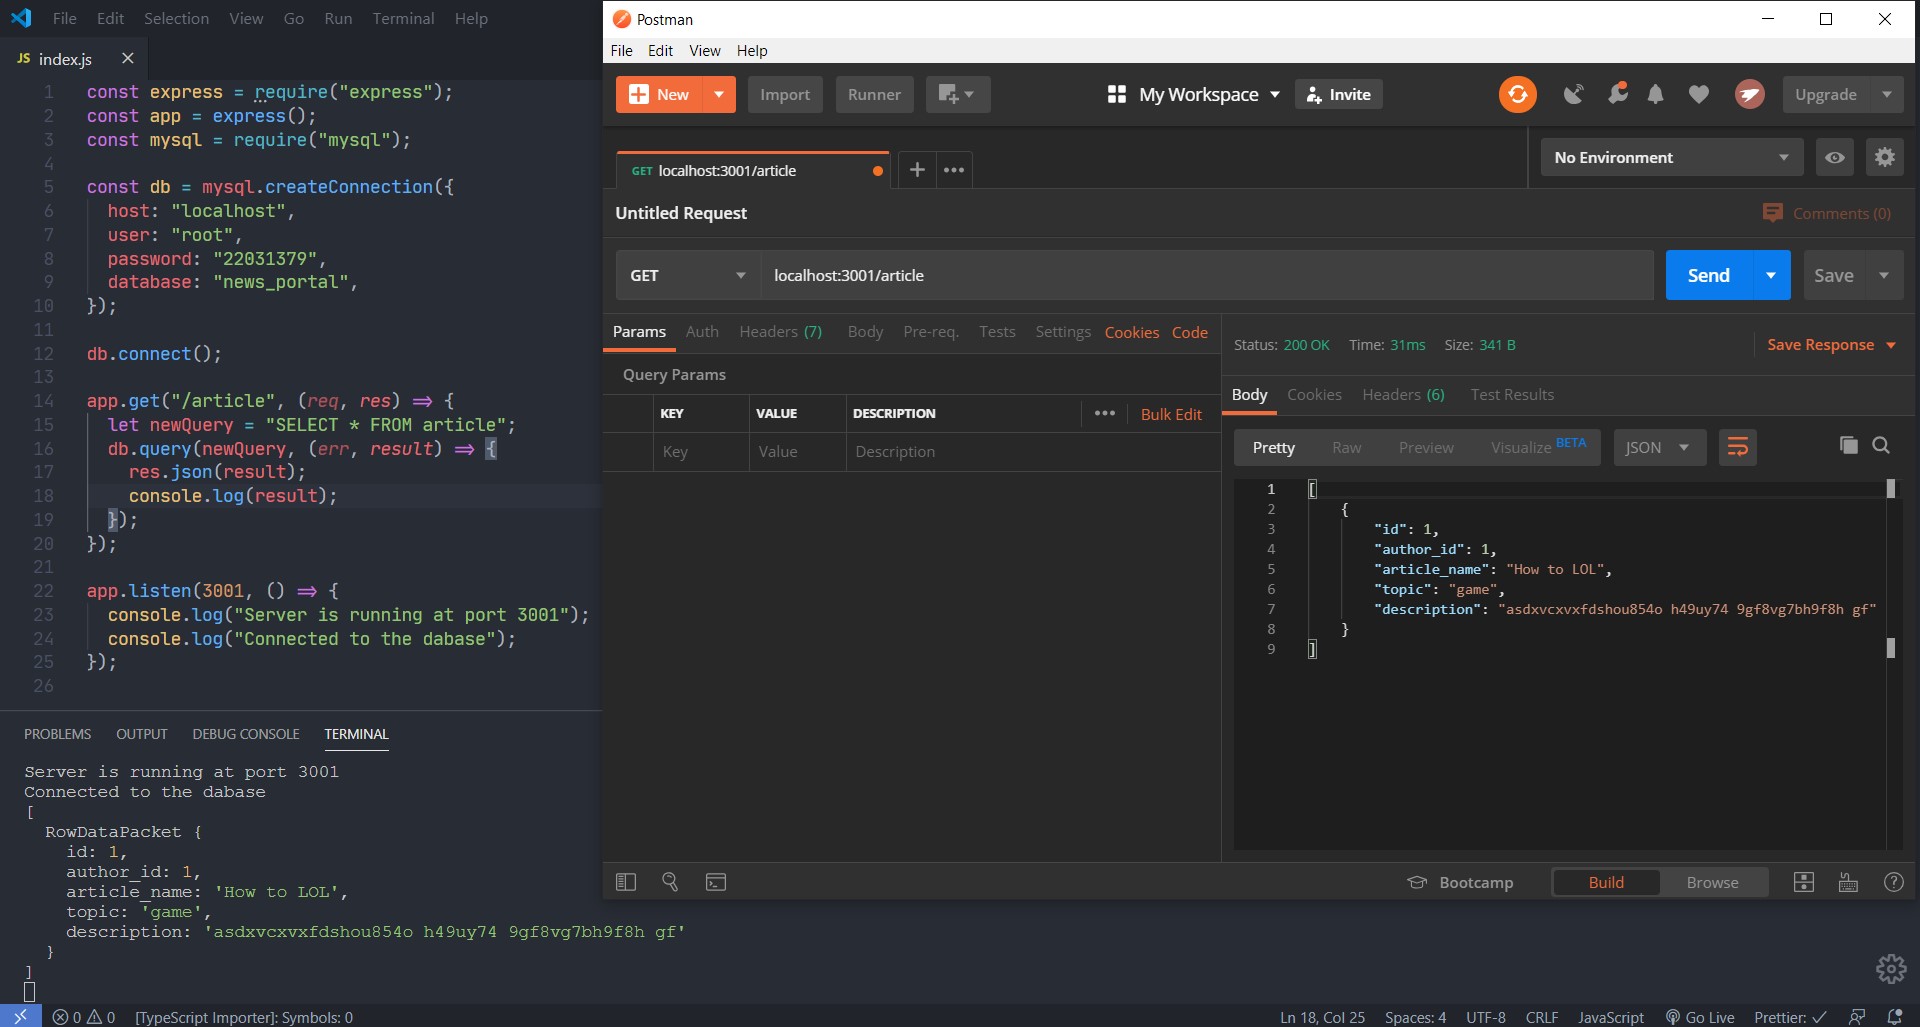 File Edit Selection View Go Run Terminal Help
JS index.js
1 const express = require("express");
2 const app = express();
3 const mysql = require("mysql");
4
5 const db = mysql.createConnection({
6 host: "localhost",
7 user: "root",
8 password: "22031379",
9 database: "news_portal",
10 });
11
12 db.connect();
13
14 app.get("/article", (req, res) => {
15 let newQuery = "SELECT * FROM article";
16 db.query(newQuery, (err, result) => {
17 res.json(result);
18 console.log(result);
19 });
20 });
21
22 app.listen(3001, () => {
23 console.log("Server is running at port 3001");
24 console.log("Connected to the dabase");
25 });
26
PROBLEMS OUTPUT DEBUG CONSOLE TERMINAL
Server is running at port 3001
Connected to the dabase
[
RowDataPacket {
id: 1,
author_id: 1,
article_name: 'How to LOL',
topic: 'game',
description: 'asdxvcxvxfdshou854o h49uy74 9gf8vg7bh9f8h gf'
}
]
Postman
File Edit View Help
New Import Runner My Workspace Invite Upgrade
GET localhost:3001/article No Environment
Untitled Request Comments (0)
GET localhost:3001/article Send Save
Params Auth Headers (7) Body Pre-req. Tests Settings Cookies Code
Query Params
KEY VALUE DESCRIPTION Bulk Edit
Key Value Description
Status: 200 OK Time: 31ms Size: 341 B Save Response
Body Cookies Headers (6) Test Results
Pretty Raw Preview Visualize BETA JSON
1 [
2 {
3 "id": 1,
4 "author_id": 1,
5 "article_name": "How to LOL",
6 "topic": "game",
7 "description": "asdxvcxvxfdshou854o h49uy74 9gf8vg7bh9f8h gf"
8 }
9 ]
Bootcamp Build Browse
0 0 [TypeScript Importer]: Symbols: 0 Ln 18, Col 25 Spaces: 4 UTF-8 CRLF JavaScript Go Live Prettier: ✓